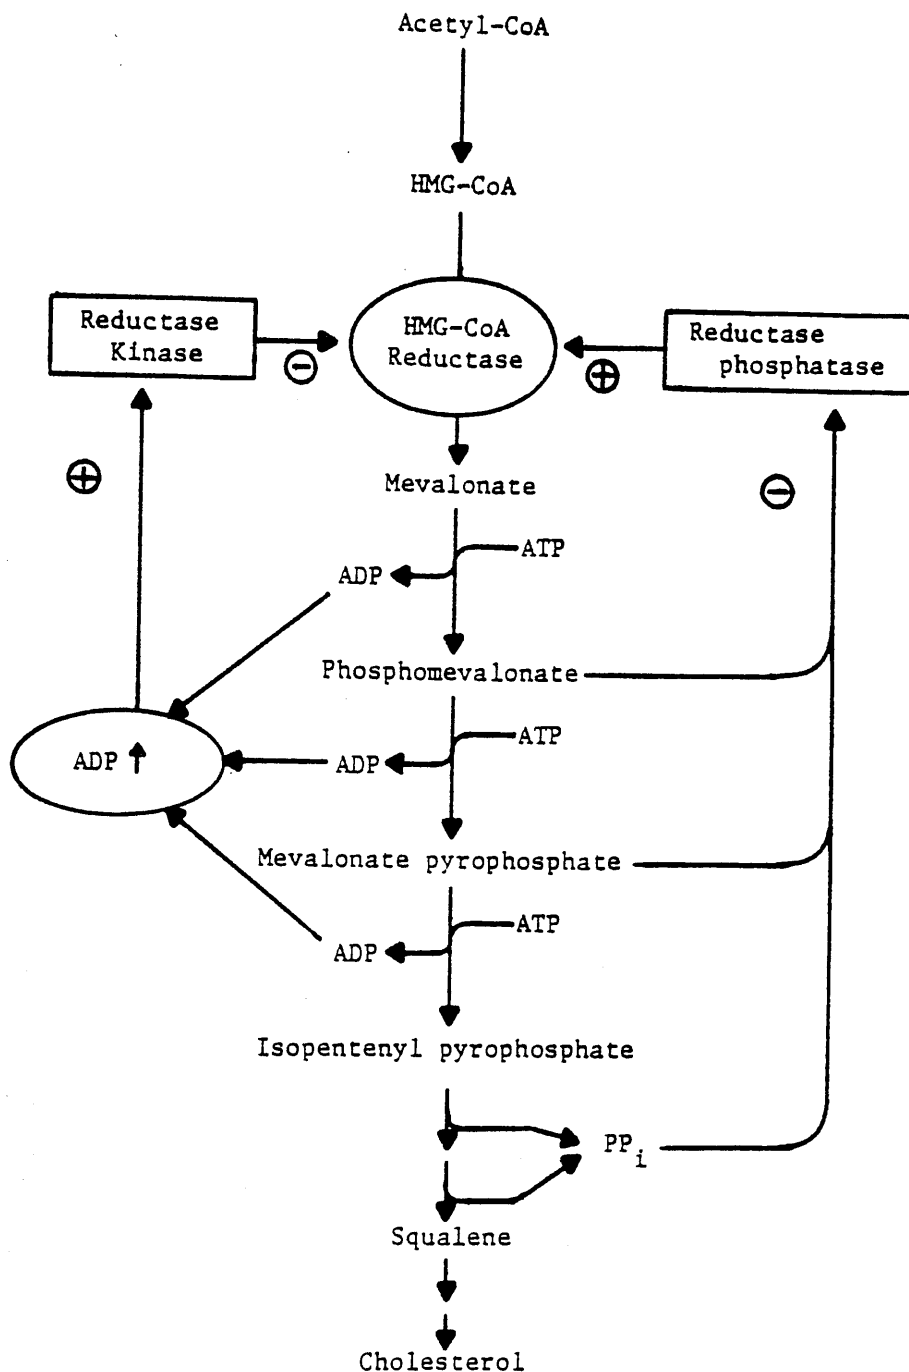 Acetyl-CoA
HMG-CoA
Reductase
Kinase
HMG-CoA
Reductase
Reductase
phosphatase
⊖
⊕
Mevalonate
⊕
⊖
ATP
ADP
Phosphomevalonate
ATP
ADP ↑
ADP
Mevalonate pyrophosphate
ATP
ADP
Isopentenyl pyrophosphate
PPi
Squalene
Cholesterol